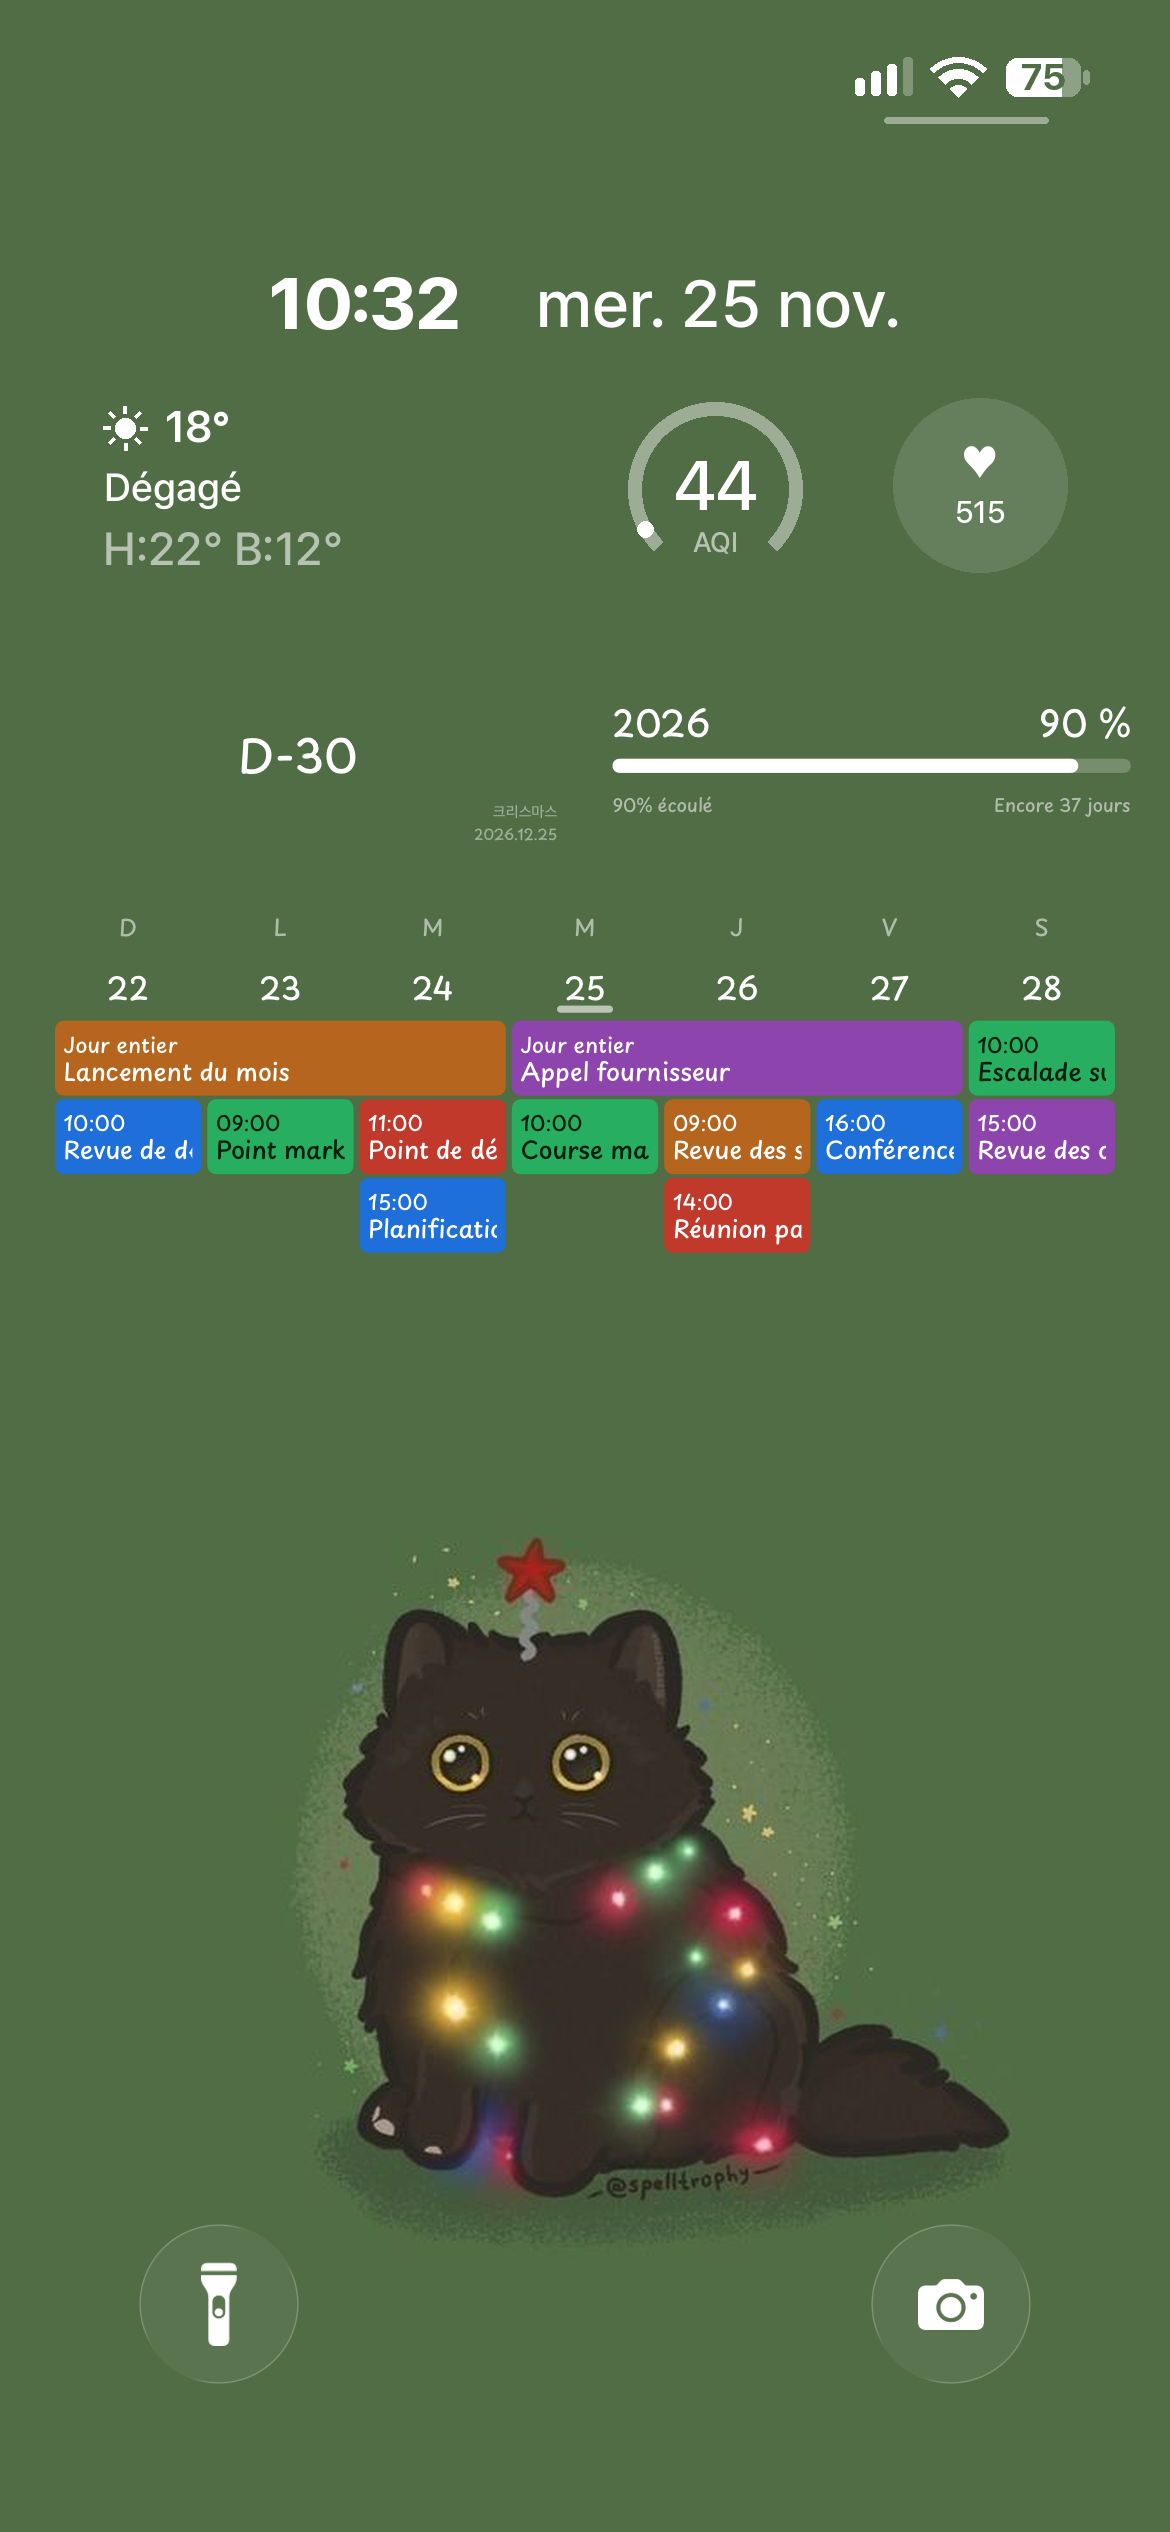 75
10:32 mer. 25 nov.
18°
Dégagé
H:22° B:12°
44
AQI
515
D-30
크리스마스
2026.12.25
2026 90 %
90% écoulé Encore 37 jours
D L M M J V S
22 23 24 25 26 27 28
Jour entier
Lancement du mois
Jour entier
Appel fournisseur
10:00
Escalade su
10:00
Revue de d
09:00
Point mark
11:00
Point de dé
10:00
Course ma
09:00
Revue des s
16:00
Conférence
15:00
Revue des c
15:00
Planificatio
14:00
Réunion pa
@spelltrophy